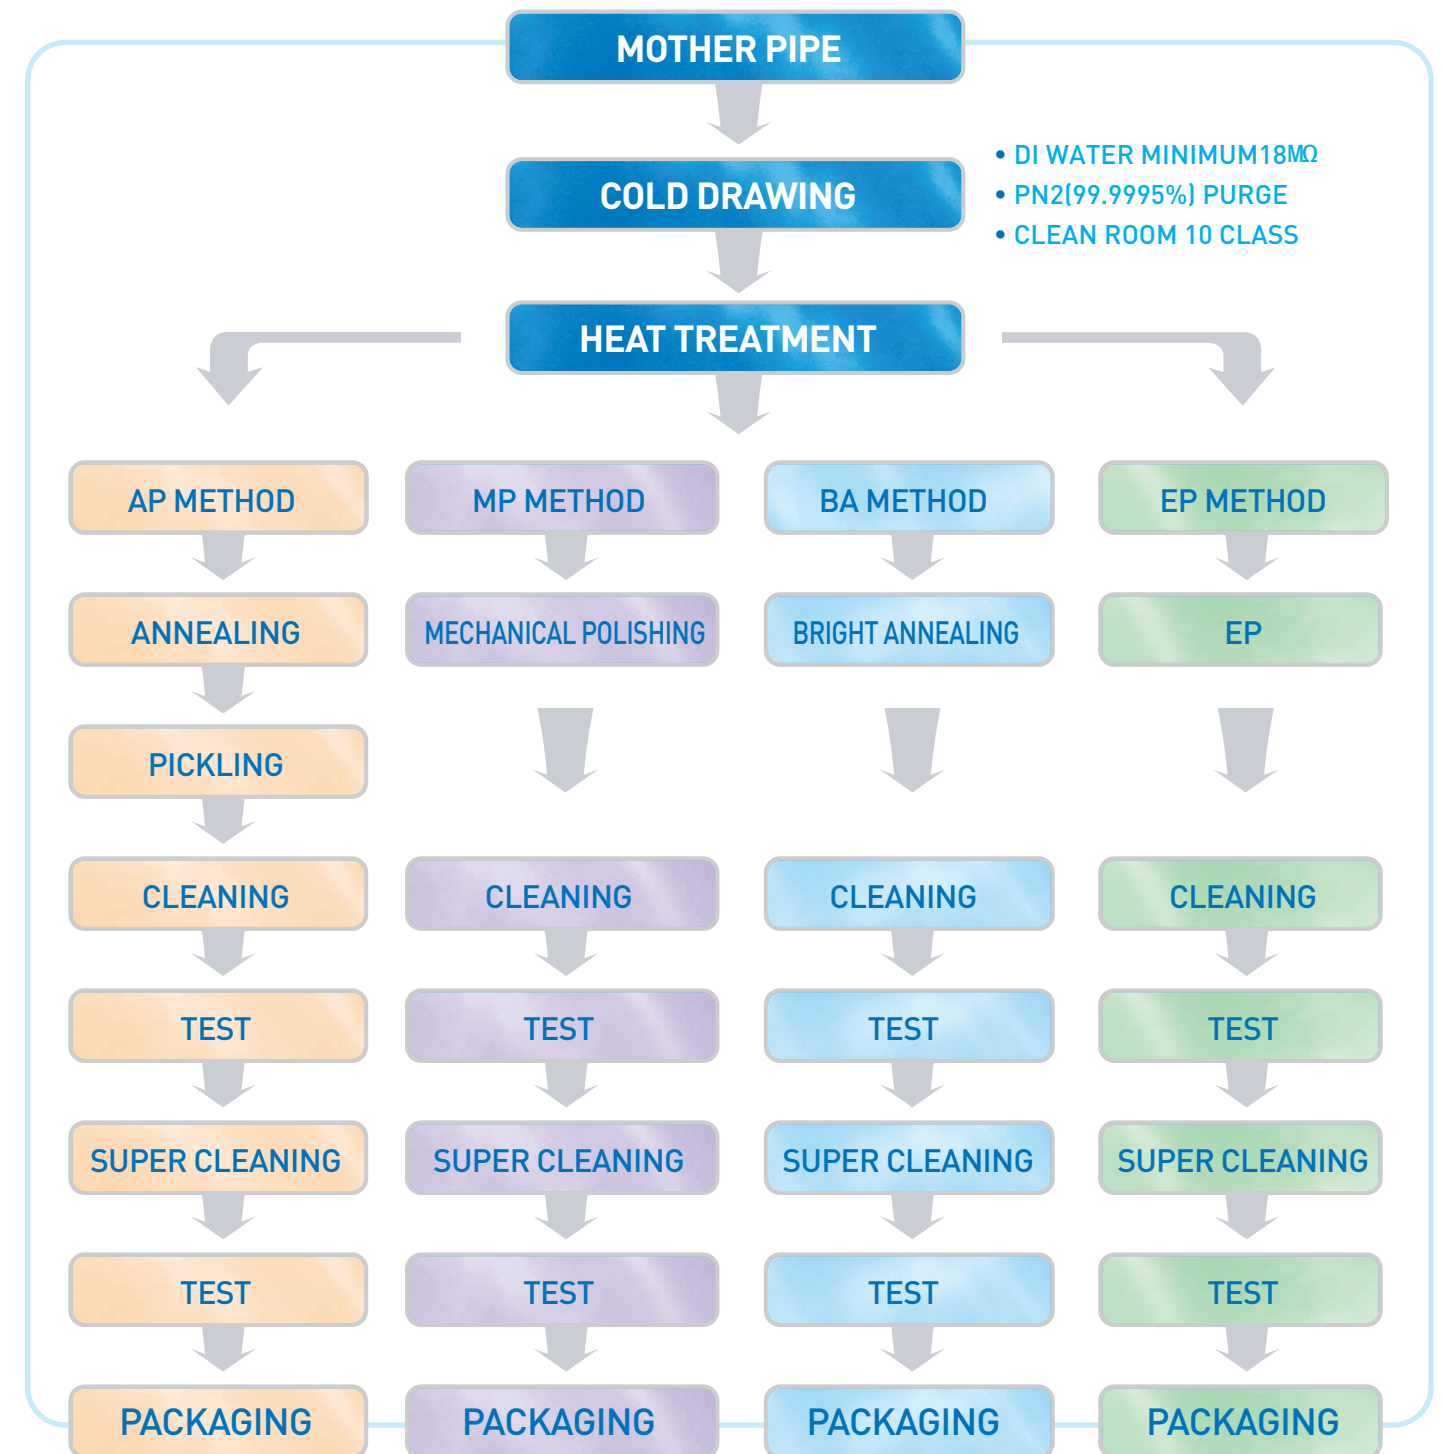 MOTHER PIPE
COLD DRAWING
• DI WATER MINIMUM18MΩ
• PN2(99.9995%) PURGE
• CLEAN ROOM 10 CLASS
HEAT TREATMENT
AP METHOD
MP METHOD
BA METHOD
EP METHOD
ANNEALING
MECHANICAL POLISHING
BRIGHT ANNEALING
EP
PICKLING
CLEANING
CLEANING
CLEANING
CLEANING
TEST
TEST
TEST
TEST
SUPER CLEANING
SUPER CLEANING
SUPER CLEANING
SUPER CLEANING
TEST
TEST
TEST
TEST
PACKAGING
PACKAGING
PACKAGING
PACKAGING